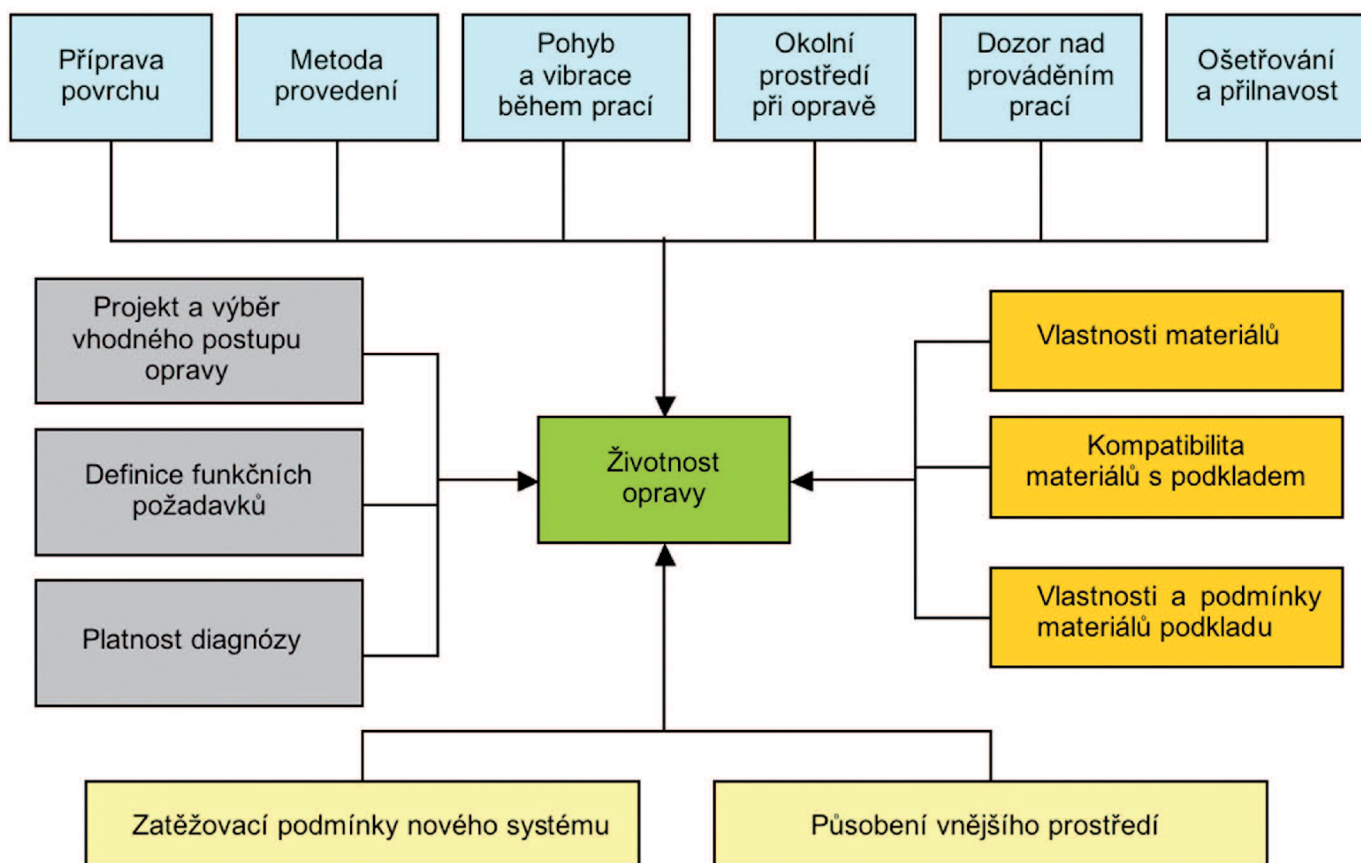 Příprava
povrchu
Metoda
provedení
Pohyb
a vibrace
během prací
Okolní
prostředí
při opravě
Dozor nad
prováděním
prací
Ošetřování
a přilnavost
Projekt a výběr
vhodného postupu
opravy
Definice funkčních
požadavků
Platnost diagnózy
Životnost
opravy
Vlastnosti materiálů
Kompatibilita
materiálů s podkladem
Vlastnosti a podmínky
materiálů podkladu
Zatěžovací podmínky nového systému
Působení vnějšího prostředí